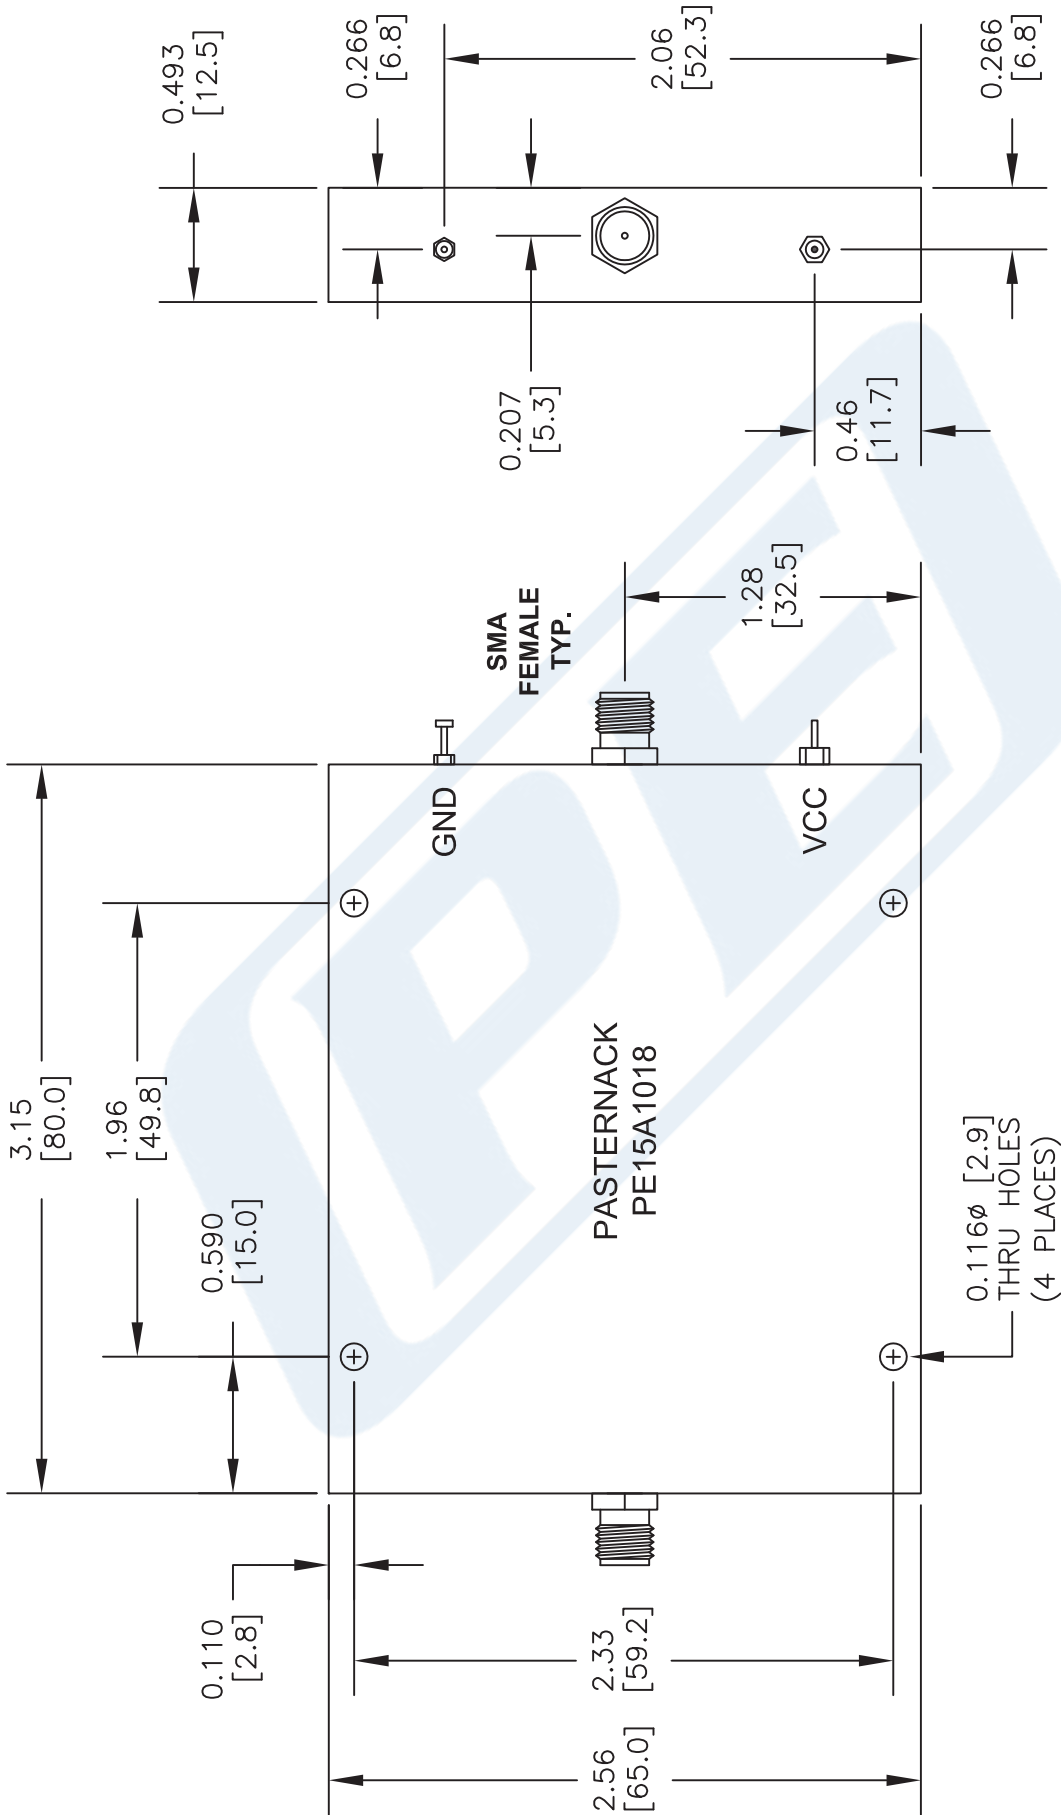 3.15
[80.0]
1.96
[49.8]
0.590
[15.0]
0.110
[2.8]
2.33
[59.2]
2.56
[65.0]
PASTERNACK
PE15A1018
GND
VCC
SMA
FEMALE
TYP.
1.28
[32.5]
0.116ø [2.9]
THRU HOLES
(4 PLACES)
0.493
[12.5]
0.266
[6.8]
2.06
[52.3]
0.266
[6.8]
0.207
[5.3]
0.46
[11.7]
PE